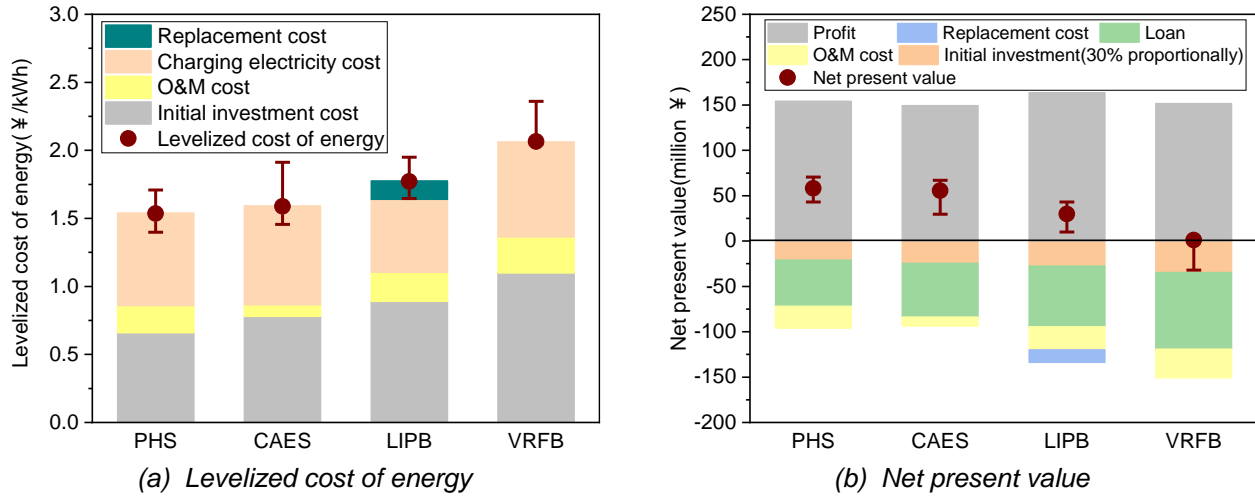 Levelized cost of energy(¥/kWh)
3.0
2.5
2.0
1.5
1.0
0.5
0.0
Replacement cost
Charging electricity cost
O&M cost
Initial investment cost
Levelized cost of energy
PHS CAES LIPB VRFB
(a) Levelized cost of energy
Net present value(million ¥)
250
200
150
100
50
0
-50
-100
-150
-200
Profit Replacement cost Loan
O&M cost Initial investment(30% proportionally)
Net present value
PHS CAES LIPB VRFB
(b) Net present value